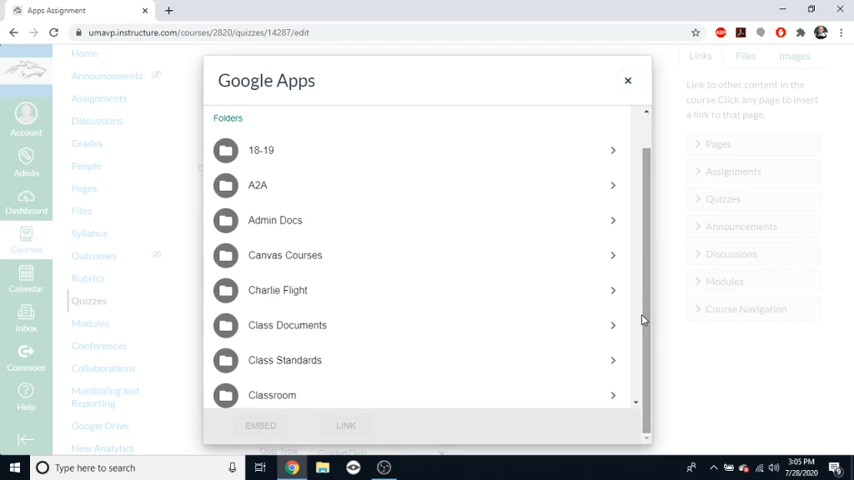 Apps Assignment
umavp.instructure.com/courses/2820/quizzes/14287/edit
ABP
Account
Admin
Dashboard
Courses
Calendar
Inbox
Commons
Help
Home
Announcements
Assignments
Discussions
Grades
People
Pages
Files
Syllabus
Outcomes
Rubrics
Quizzes
Modules
Conferences
Collaborations
Monitoring and
Reporting
Google Drive
New Analytics
Google Apps
Folders
18-19
A2A
Admin Docs
Canvas Courses
Charlie Flight
Class Documents
Class Standards
Classroom
EMBED LINK
Quiz Type Graded Quiz
Links Files Images
Link to other content in the
course.Click any page to insert
a link to that page.
Pages
Assignments
Quizzes
Announcements
Discussions
Modules
Course Navigation
Type here to search
3:05 PM
7/28/2020